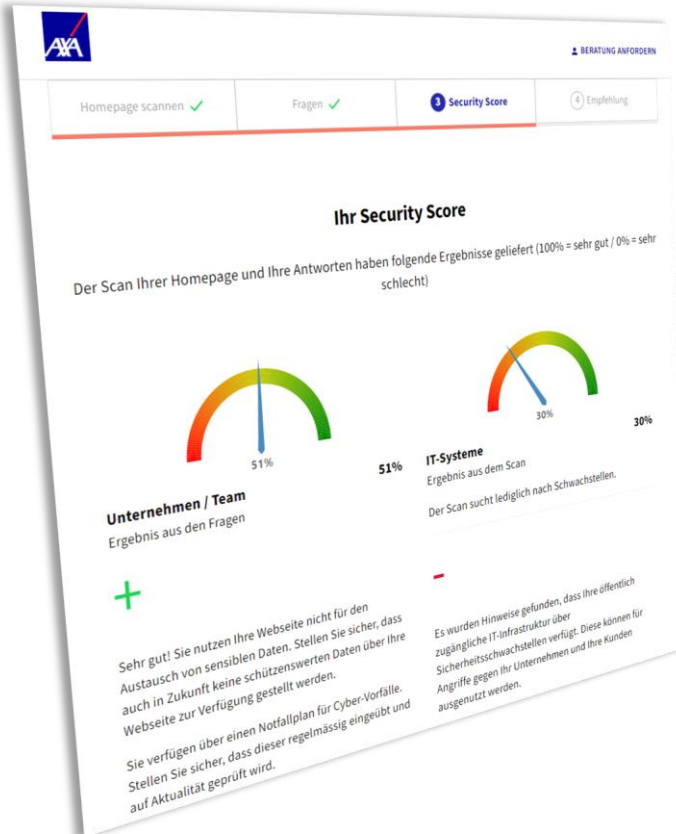 AXA
BERATUNG ANFORDERN
Homepage scannen
Fragen
3 Security Score
4 Empfehlung
Ihr Security Score
Der Scan Ihrer Homepage und Ihre Antworten haben folgende Ergebnisse geliefert (100% = sehr gut / 0% = sehr
schlecht)
51%
Unternehmen / Team
51%
Ergebnis aus den Fragen
+
Sehr gut! Sie nutzen Ihre Webseite nicht für den
Austausch von sensiblen Daten. Stellen Sie sicher, dass
auch in Zukunft keine schützenswerten Daten über Ihre
Webseite zur Verfügung gestellt werden.
Sie verfügen über einen Notfallplan für Cyber-Vorfälle.
Stellen Sie sicher, dass dieser regelmässig eingeübt und
auf Aktualität geprüft wird.
30%
IT-Systeme
30%
Ergebnis aus dem Scan
Der Scan sucht lediglich nach Schwachstellen.
-
Es wurden Hinweise gefunden, dass Ihre öffentlich
zugängliche IT-Infrastruktur über
Sicherheitsschwachstellen verfügt. Diese können für
Angriffe gegen Ihr Unternehmen und Ihre Kunden
ausgenutzt werden.